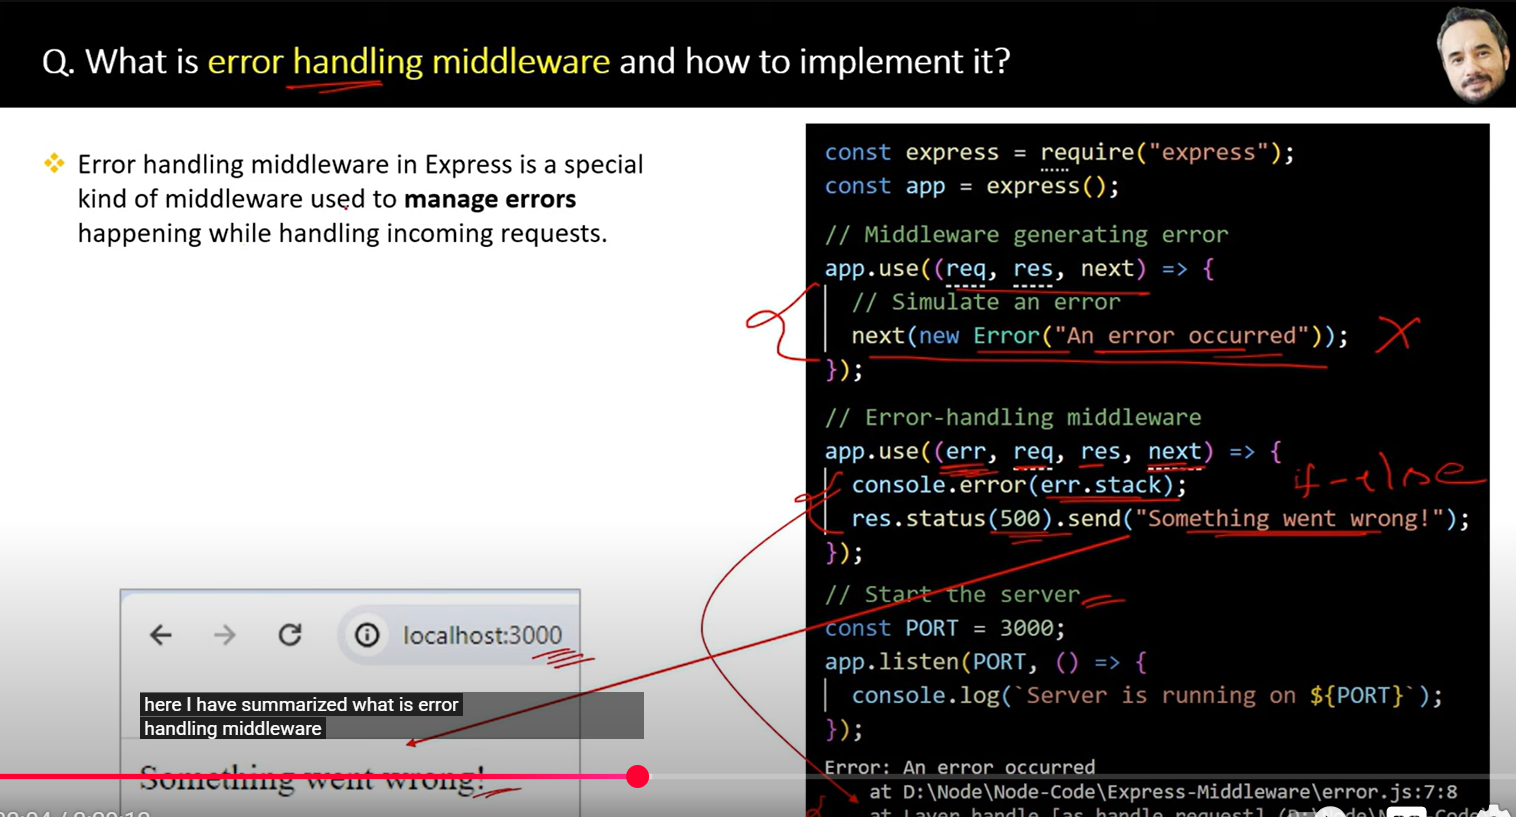 Q. What is error handling middleware and how to implement it?
Error handling middleware in Express is a special
kind of middleware used to manage errors
happening while handling incoming requests.
const express = require("express");
const app = express();
// Middleware generating error
app.use((req, res, next) => {
// Simulate an error
next(new Error("An error occurred"));
});
// Error-handling middleware
app.use((err, req, res, next) => {
console.error(err.stack);
res.status(500).send("Something went wrong!");
});
if-else
// Start the server
const PORT = 3000;
app.listen(PORT, () => {
console.log(`Server is running on ${PORT}`);
});
Error: An error occurred
at D:\Node\Node-Code\Express-Middleware\error.js:7:8
at Layer.handle [as handle_request]
localhost:3000
here I have summarized what is error
handling middleware
Something went wrong!